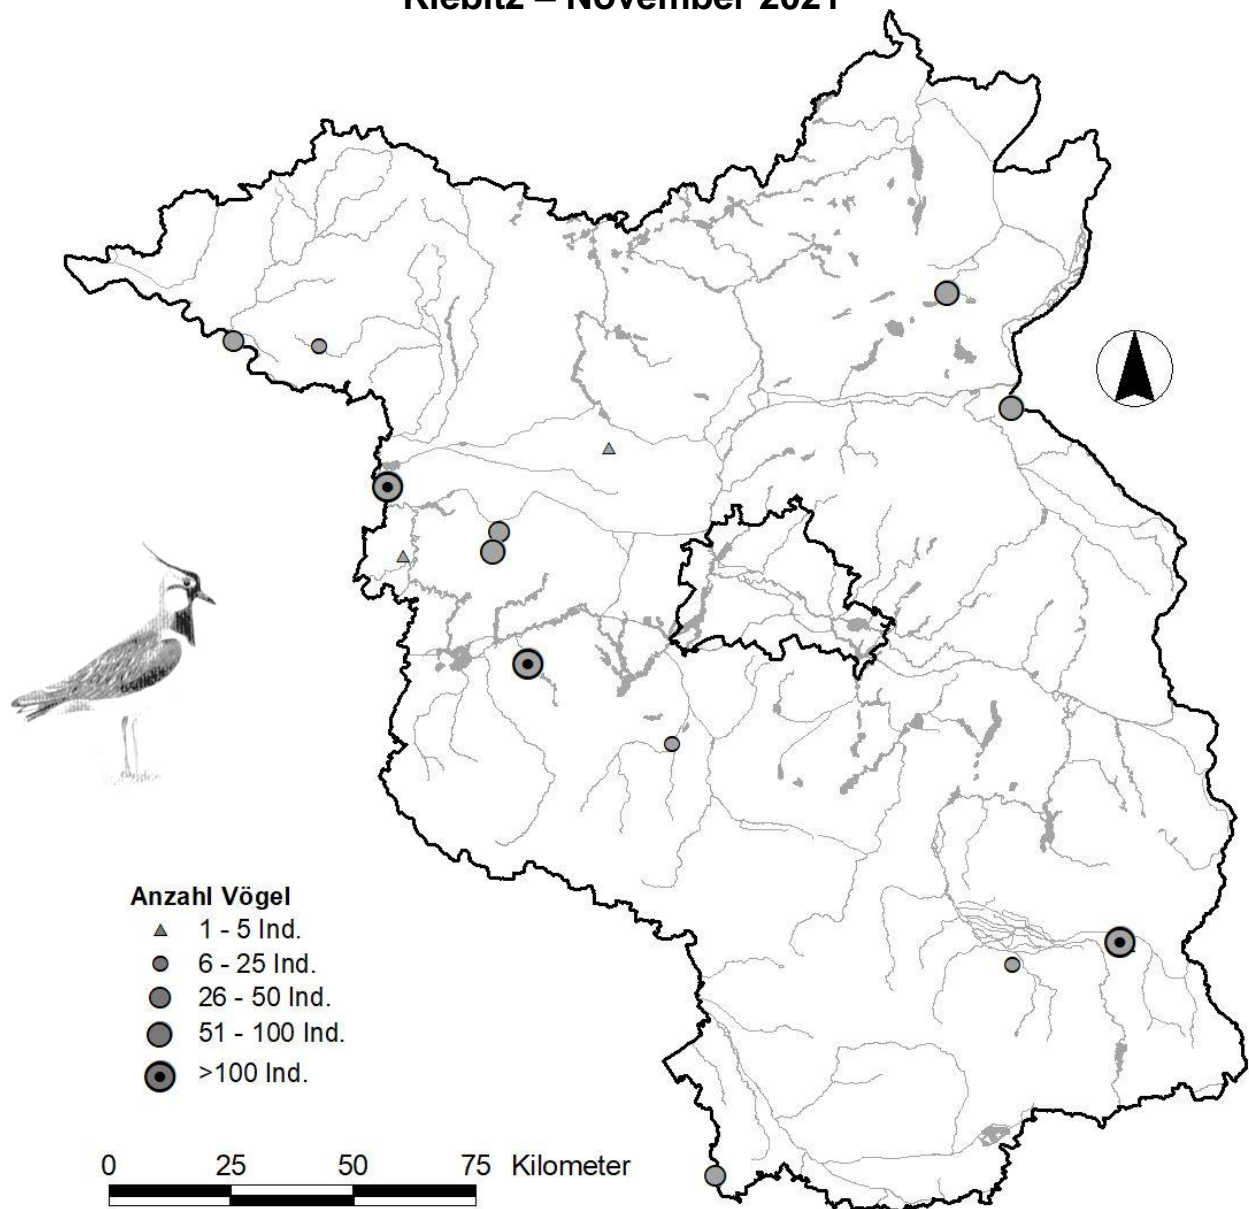 Kiebitz – November 2021
Anzahl Vögel
1 - 5 Ind.
6 - 25 Ind.
26 - 50 Ind.
51 - 100 Ind.
>100 Ind.
0 25 50 75 Kilometer